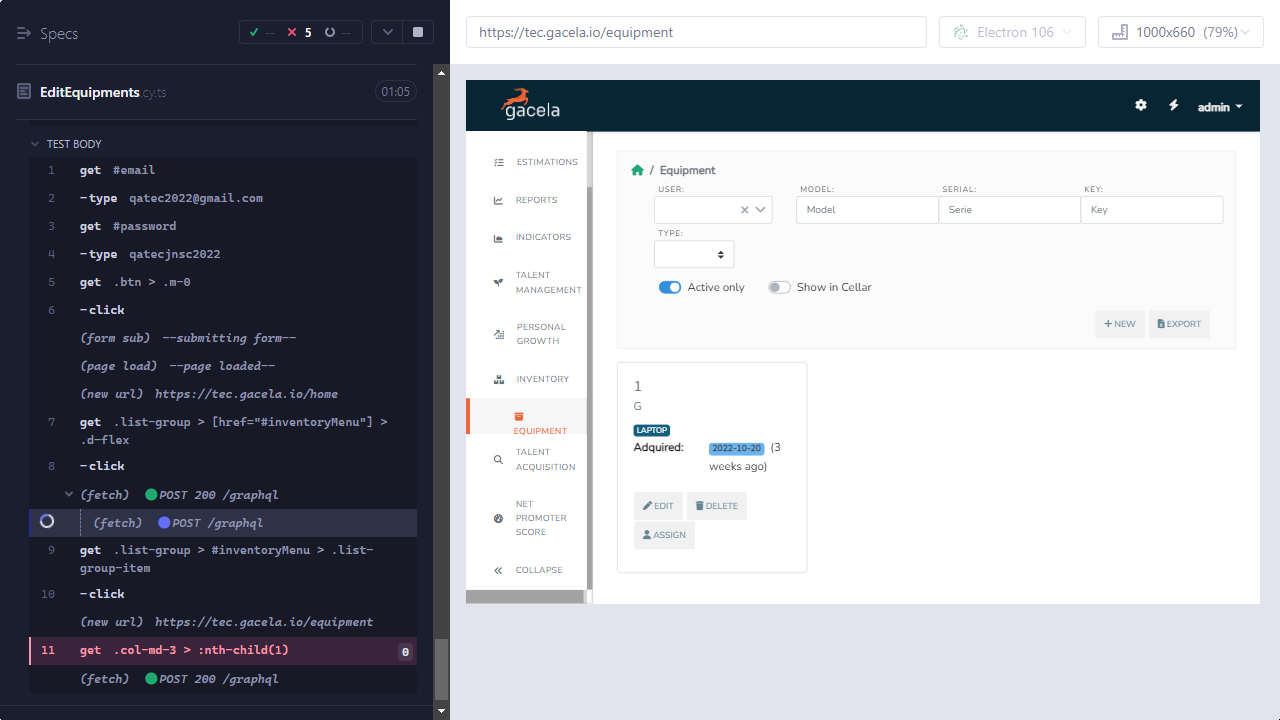 Specs
-- 5 --
EditEquipments.cy.ts 01:05
TEST BODY
1 get #email
2 -type qatec2022@gmail.com
3 get #password
4 -type qatecjnsc2022
5 get .btn > .m-0
6 -click
(form sub) --submitting form--
(page load) --page loaded--
(new url) https://tec.gacela.io/home
7 get .list-group > [href="#inventoryMenu"] >
.d-flex
8 -click
(fetch) POST 200 /graphql
(fetch) POST /graphql
9 get .list-group > #inventoryMenu > .list-
group-item
10 -click
(new url) https://tec.gacela.io/equipment
11 get .col-md-3 > :nth-child(1) 0
(fetch) POST 200 /graphql
https://tec.gacela.io/equipment
Electron 106
1000x660 (79%)
gacela
admin
ESTIMATIONS
REPORTS
INDICATORS
TALENT
MANAGEMENT
PERSONAL
GROWTH
INVENTORY
EQUIPMENT
TALENT
ACQUISITION
NET
PROMOTER
SCORE
COLLAPSE
/ Equipment
USER: MODEL: SERIAL: KEY:
Model Serie Key
TYPE:
Active only Show in Cellar
NEW EXPORT
1
G
LAPTOP
Adquired: 2022-10-20 (3
weeks ago)
EDIT DELETE
ASSIGN